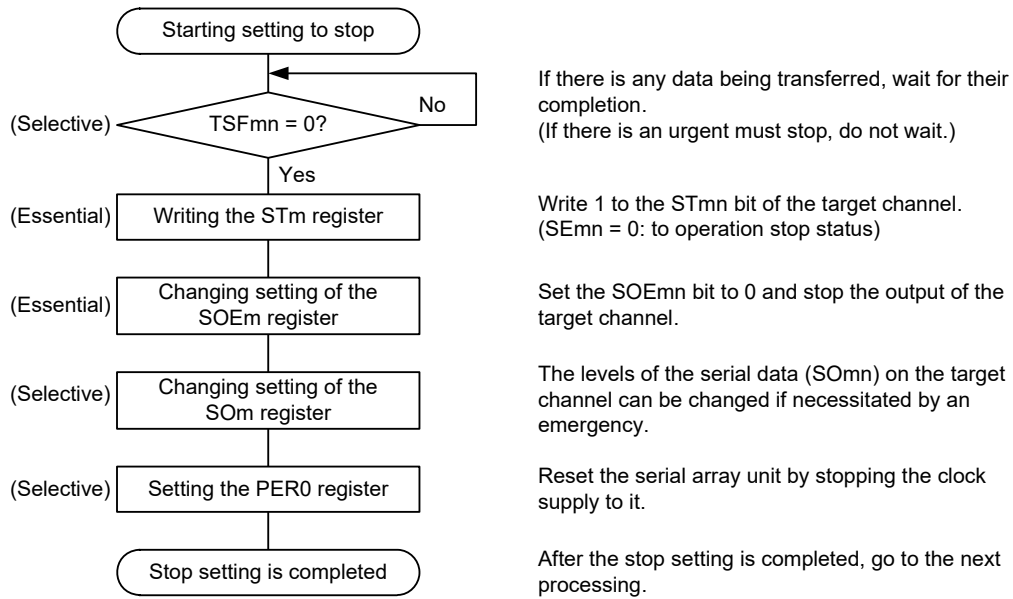 Starting setting to stop
If there is any data being transferred, wait for their
completion.
(If there is an urgent must stop, do not wait.)
No
(Selective)
TSFmn = 0?
Yes
(Essential)
Writing the STm register
Write 1 to the STmn bit of the target channel.
(SEmn = 0: to operation stop status)
(Essential)
Changing setting of the
SOEm register
Set the SOEmn bit to 0 and stop the output of the
target channel.
(Selective)
Changing setting of the
SOm register
The levels of the serial data (SOmn) on the target
channel can be changed if necessitated by an
emergency.
(Selective)
Setting the PER0 register
Reset the serial array unit by stopping the clock
supply to it.
Stop setting is completed
After the stop setting is completed, go to the next
processing.